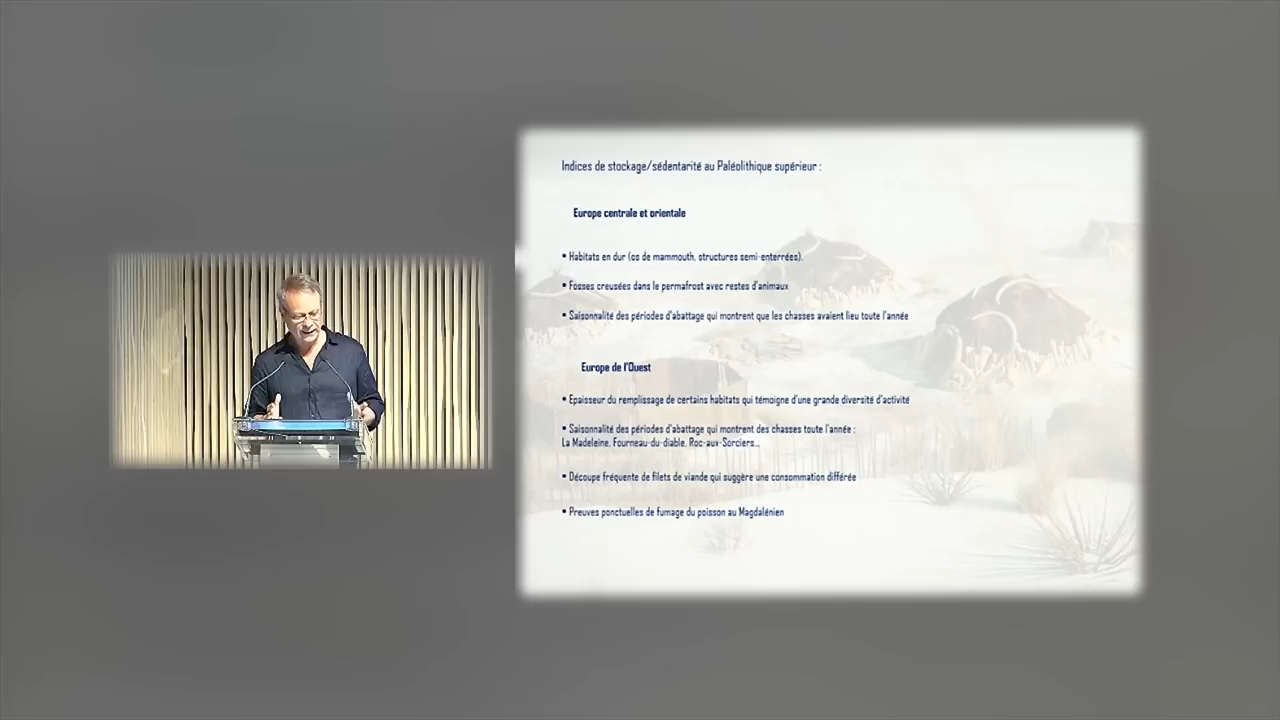 Indices de stockage/sédentarité au Paléolithique supérieur :
Europe centrale et orientale
▪ Habitats en dur (os de mammouth, structures semi-enterrées).
▪ Fosses creusées dans le permafrost avec restes d'animaux
▪ Saisonnalité des périodes d'abattage qui montrent que les chasses avaient lieu toute l'année
Europe de l'Ouest
▪ Epaisseur du remplissage de certains habitats qui témoigne d'une grande diversité d'activité
▪ Saisonnalité des périodes d'abattage qui montrent des chasses toute l'année :
La Madeleine, Fourneau-du-diable, Roc-aux-Sorciers...
▪ Découpe fréquente de filets de viande qui suggère une consommation différée
▪ Preuves ponctuelles de fumage du poisson au Magdalénien